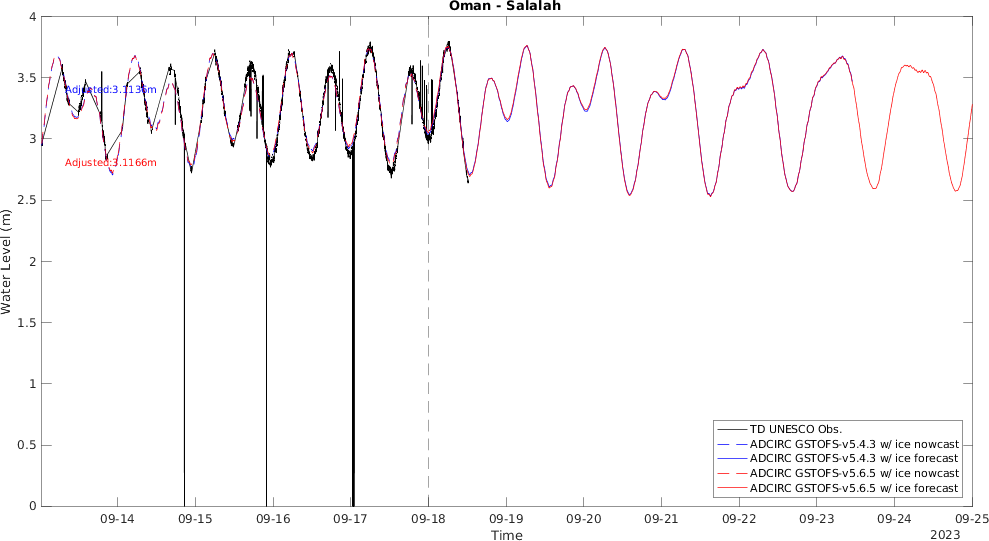 Oman - Salalah
4
3.5
3
2.5
2
1.5
1
0.5
0
Water Level (m)
Adjusted:3.1136m
Adjusted:3.1166m
TD UNESCO Obs.
ADCIRC GSTOFS-v5.4.3 w/ ice nowcast
ADCIRC GSTOFS-v5.4.3 w/ ice forecast
ADCIRC GSTOFS-v5.6.5 w/ ice nowcast
ADCIRC GSTOFS-v5.6.5 w/ ice forecast
09-14 09-15 09-16 09-17 09-18 09-19 09-20 09-21 09-22 09-23 09-24 09-25
Time
2023